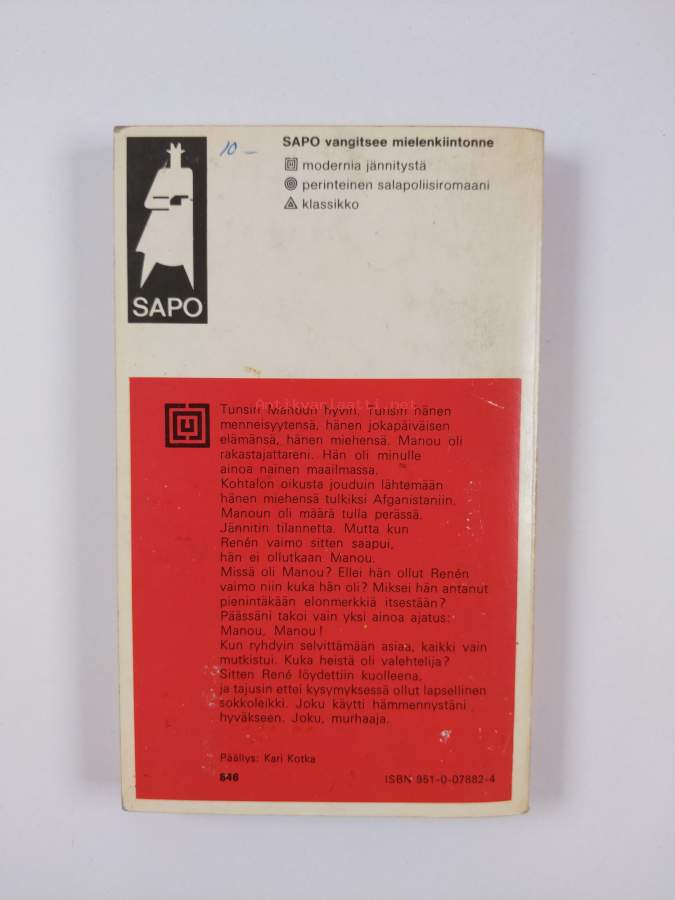 10 –
SAPO vangitsee mielenkiintonne
modernia jännitystä
perinteinen salapoliisiromaani
klassikko
SAPO
Antikvariaatti.net
Tunsin Manoun hyvin. Tunsin hänen
menneisyytensä, hänen jokapäiväisen
elämänsä, hänen miehensä. Manou oli
rakastajattareni. Hän oli minulle
ainoa nainen maailmassa.
Kohtalon oikusta jouduin lähtemään
hänen miehensä tulkiksi Afganistaniin.
Manoun oli määrä tulla perässä.
Jännitin tilannetta. Mutta kun
Renén vaimo sitten saapui,
hän ei ollutkaan Manou.
Missä oli Manou? Ellei hän ollut Renén
vaimo niin kuka hän oli? Miksei hän antanut
pienintäkään elonmerkkiä itsestään?
Päässäni takoi vain yksi ainoa ajatus:
Manou, Manou!
Kun ryhdyin selvittämään asiaa, kaikki vain
mutkistui. Kuka heistä oli valehtelija?
Sitten René löydettiin kuolleena,
ja tajusin ettei kysymyksessä ollut lapsellinen
sokkoleikki. Joku käytti hämmennystäni
hyväkseen. Joku, murhaaja.
Päällys: Kari Kotka
646 ISBN 951-0-07882-4